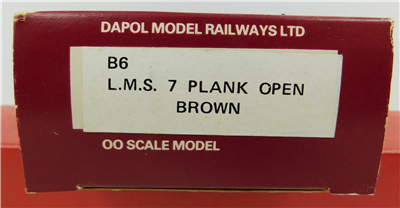 DAPOL MODEL RAILWAYS LTD
B6
L.M.S. 7 PLANK OPEN
BROWN
OO SCALE MODEL